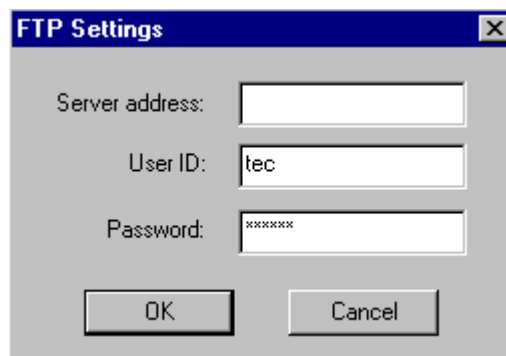 FTP Settings
Server address:
User ID: tec
Password: ******
OK Cancel